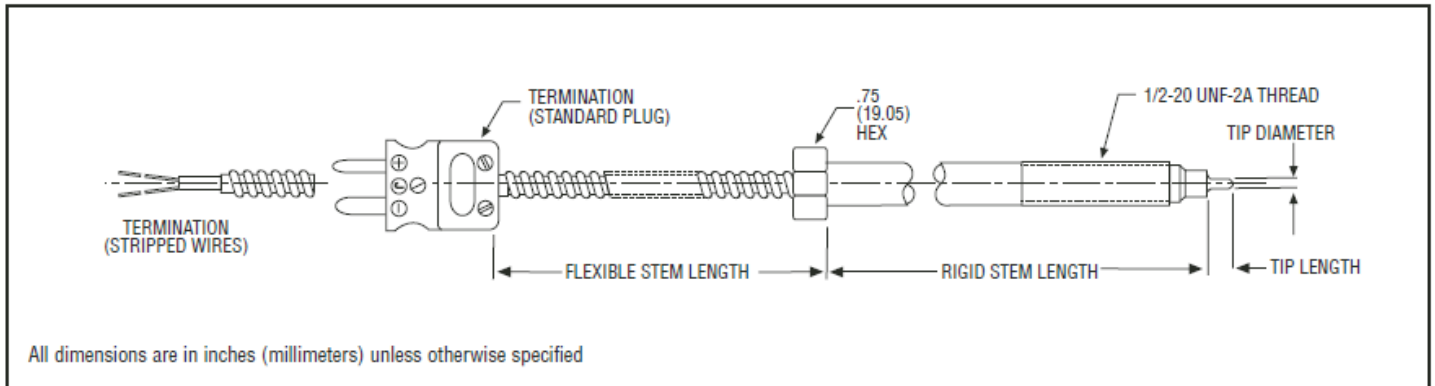 TERMINATION
(STANDARD PLUG)
.75
(19.05)
HEX
1/2-20 UNF-2A THREAD
TIP DIAMETER
TERMINATION
(STRIPPED WIRES)
FLEXIBLE STEM LENGTH
RIGID STEM LENGTH
TIP LENGTH
All dimensions are in inches (millimeters) unless otherwise specified